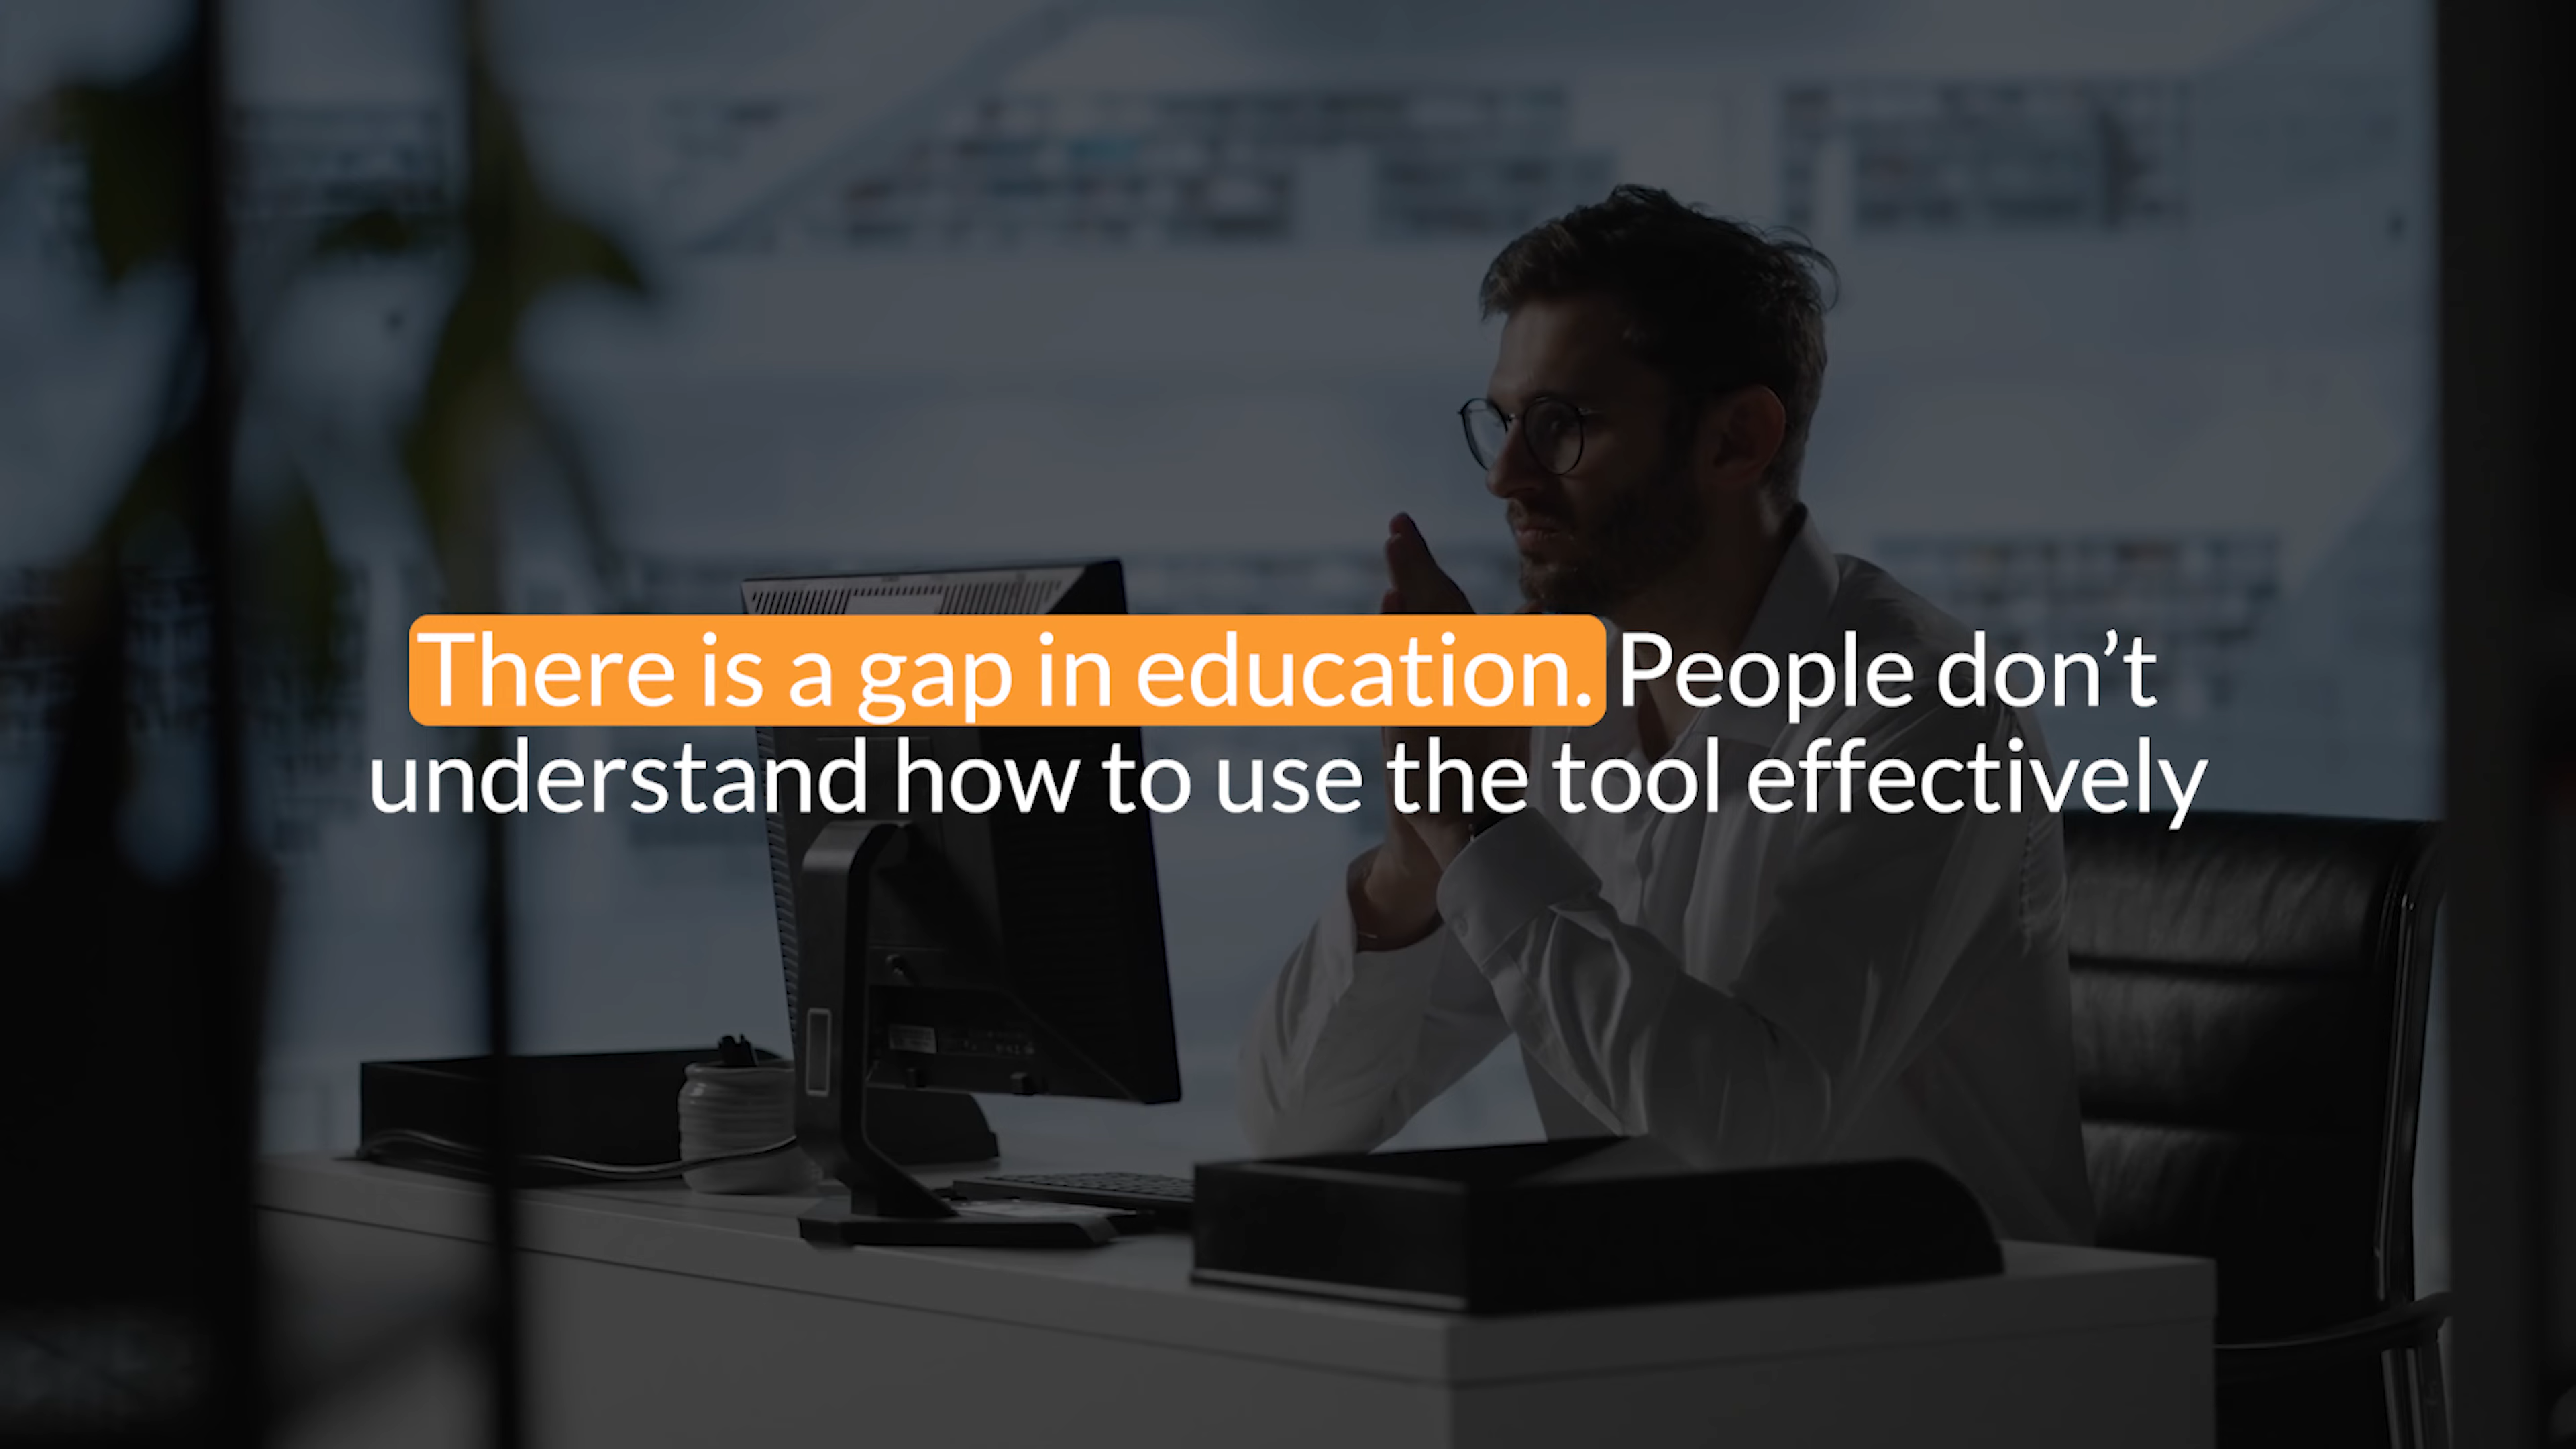 There is a gap in education. People don’t
understand how to use the tool effectively